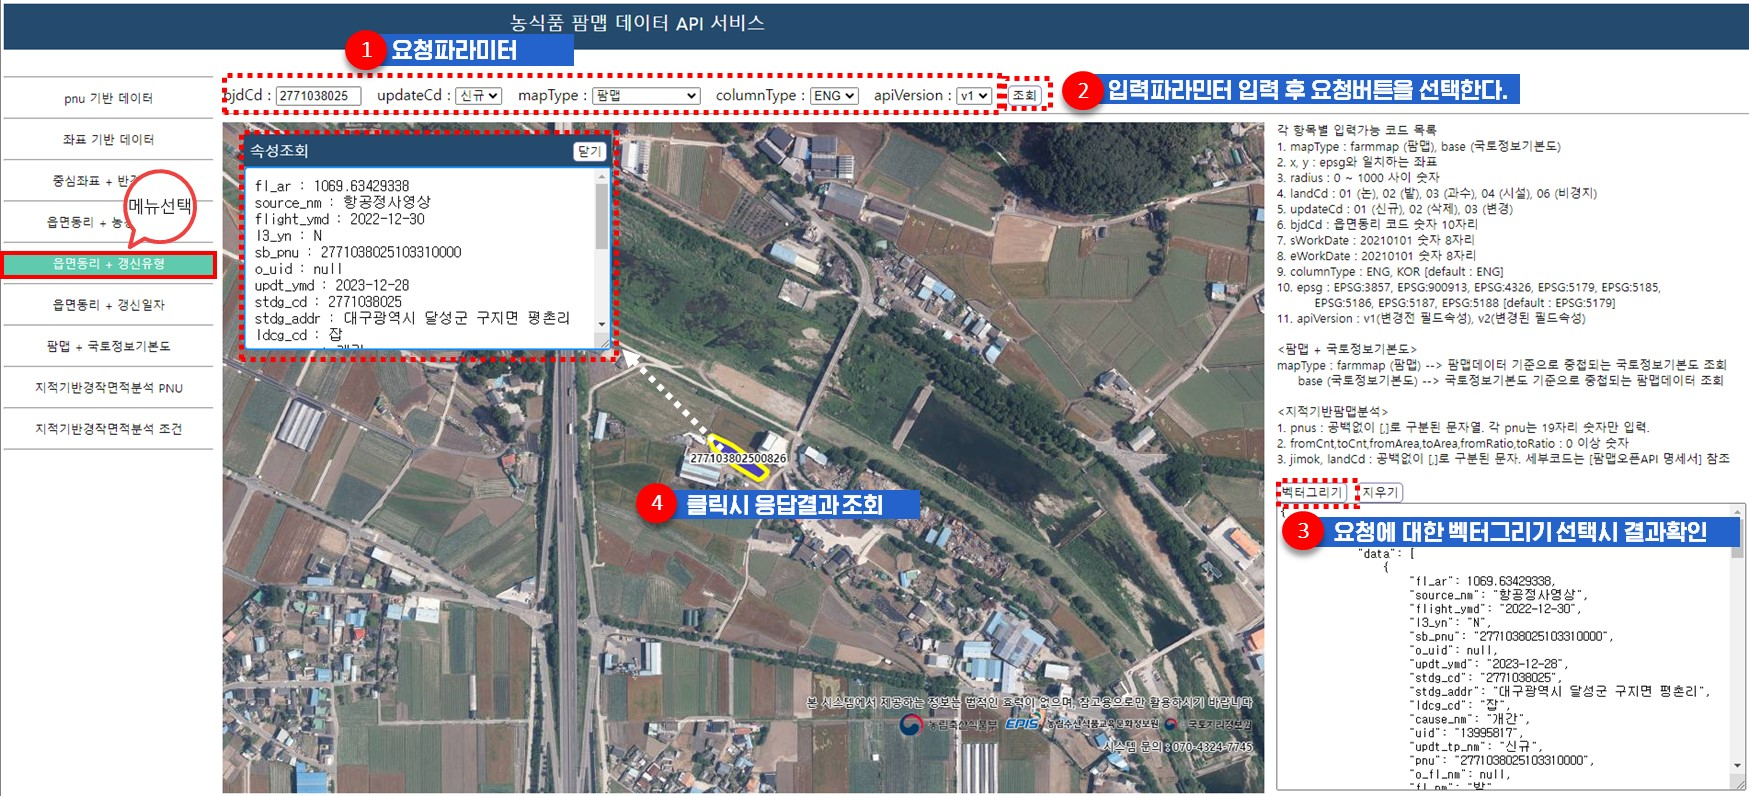 농식품 팜맵 데이터 API 서비스
1 요청파라미터
bjdCd : 2771038025 updateCd : 신규 mapType : 팜맵 columnType : ENG apiVersion : v1 조회
2 입력파라민터 입력 후 요청버튼을 선택한다.
pnu 기반 데이터
좌표 기반 데이터
중심좌표 + 반
메뉴선택
읍면동리 + 농
읍면동리 + 갱신유형
읍면동리 + 갱신일자
팜맵 + 국토정보기본도
지적기반경작면적분석 PNU
지적기반경작면적분석 조건
속성조회 닫기
fl_ar : 1069.63429338
source_nm : 항공정사영상
flight_ymd : 2022-12-30
l3_yn : N
sb_pnu : 2771038025103310000
o_uid : null
updt_ymd : 2023-12-28
stdg_cd : 2771038025
stdg_addr : 대구광역시 달성군 구지면 평촌리
ldcg_cd : 잡
277103802500826
4 클릭시 응답결과 조회
본 시스템에서 제공하는 정보는 법적인 효력이 없으며, 참고용으로만 활용하시기 바랍니다
농림축산식품부 EPIS 농림수산식품교육문화정보원 국토지리정보원
시스템 문의 : 070-4324-7745
각 항목별 입력가능 코드 목록
1. mapType : farmmap (팜맵), base (국토정보기본도)
2. x, y : epsg와 일치하는 좌표
3. radius : 0 ~ 1000 사이 숫자
4. landCd : 01 (논), 02 (밭), 03 (과수), 04 (시설), 06 (비경지)
5. updateCd : 01 (신규), 02 (삭제), 03 (변경)
6. bjdCd : 읍면동리 코드 숫자 10자리
7. sWorkDate : 20210101 숫자 8자리
8. eWorkDate : 20210101 숫자 8자리
9. columnType : ENG, KOR [default : ENG]
10. epsg : EPSG:3857, EPSG:900913, EPSG:4326, EPSG:5179, EPSG:5185,
EPSG:5186, EPSG:5187, EPSG:5188 [default : EPSG:5179]
11. apiVersion : v1(변경전 필드속성), v2(변경된 필드속성)
<팜맵 + 국토정보기본도>
mapType : farmmap (팜맵) --> 팜맵데이터 기준으로 중첩되는 국토정보기본도 조회
base (국토정보기본도) --> 국토정보기본도 기준으로 중첩되는 팜맵데이터 조회
<지적기반팜맵분석>
1. pnus : 공백없이 [,]로 구분된 문자열. 각 pnu는 19자리 숫자만 입력.
2. fromCnt,toCnt,fromArea,toArea,fromRatio,toRatio : 0 이상 숫자
3. jimok, landCd : 공백없이 [,]로 구분된 문자. 세부코드는 [팜맵오픈API 명세서] 참조
벡터그리기 지우기
{
3 요청에 대한 벡터그리기 선택시 결과확인
"data": [
{
"fl_ar": 1069.63429338,
"source_nm": "항공정사영상",
"flight_ymd": "2022-12-30",
"l3_yn": "N",
"sb_pnu": "2771038025103310000",
"o_uid": null,
"updt_ymd": "2023-12-28",
"stdg_cd": "2771038025",
"stdg_addr": "대구광역시 달성군 구지면 평촌리",
"ldcg_cd": "잡",
"cause_nm": "개간",
"uid": "13995817",
"updt_tp_nm": "신규",
"pnu": "2771038025103310000",
"o_fl_nm": null,
"fl_nm": "밭"